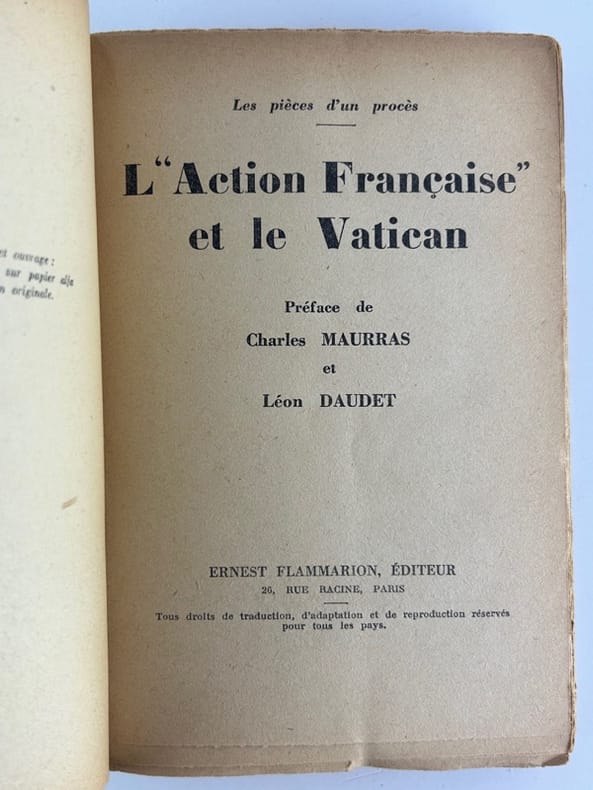 et ouvrage :
sur papier alfa
n originale.
Les pièces d'un procès
L'“Action Française”
et le Vatican
Préface de
Charles MAURRAS
et
Léon DAUDET
ERNEST FLAMMARION, ÉDITEUR
26, RUE RACINE, PARIS
Tous droits de traduction, d'adaptation et de reproduction réservés
pour tous les pays.